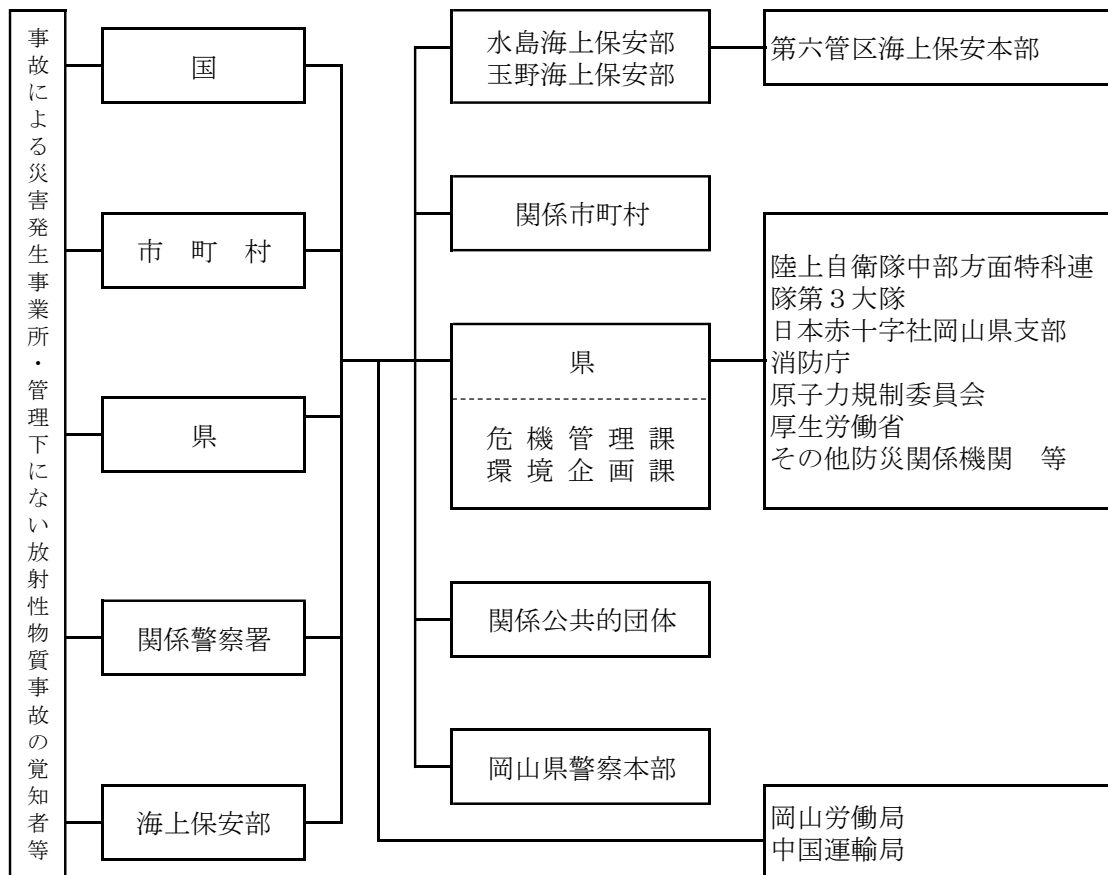 事故による災害発生事業所・管理下にない放射性物質事故の覚知者等
国
市　町　村
県
関係警察署
海上保安部
水島海上保安部
玉野海上保安部
関係市町村
県
危機管理課
環境企画課
関係公共的団体
岡山県警察本部
第六管区海上保安本部
陸上自衛隊中部方面特科連
隊第３大隊
日本赤十字社岡山県支部
消防庁
原子力規制委員会
厚生労働省
その他防災関係機関　等
岡山労働局
中国運輸局